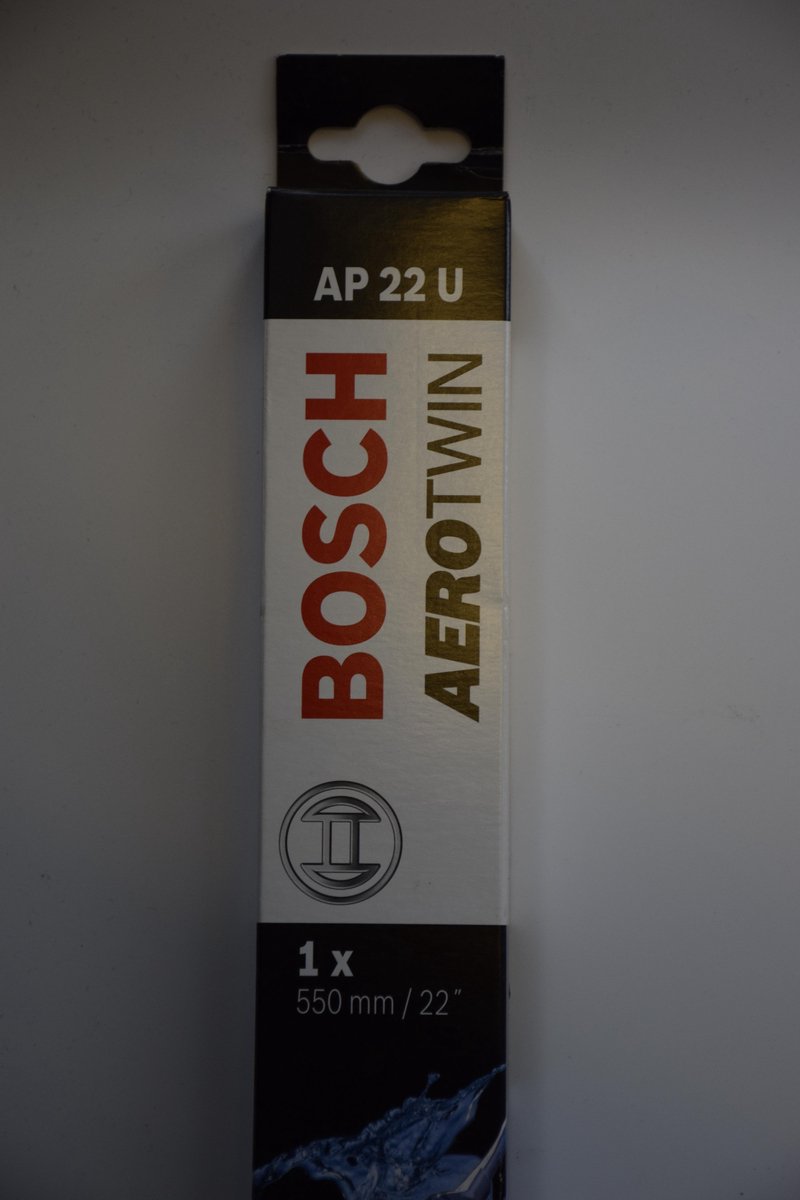 AP 22 U
BOSCH
AEROTWIN
1 x
550 mm / 22"